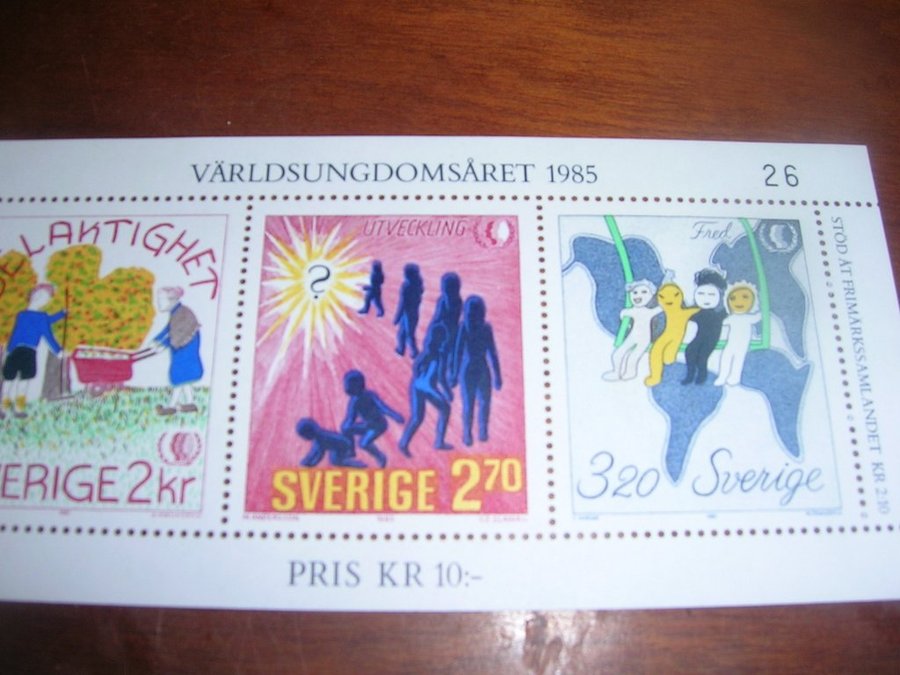 VÄRLDSUNGDOMSÅRET 1985
26
LAKTIGHET
ERIGE 2kr
UTVECKLING
?
SVERIGE 2 70
Fred
3 20 Sverige
STÖD ÅT FRIMÄRKSSAMLANDET KR 2:10
PRIS KR 10:-